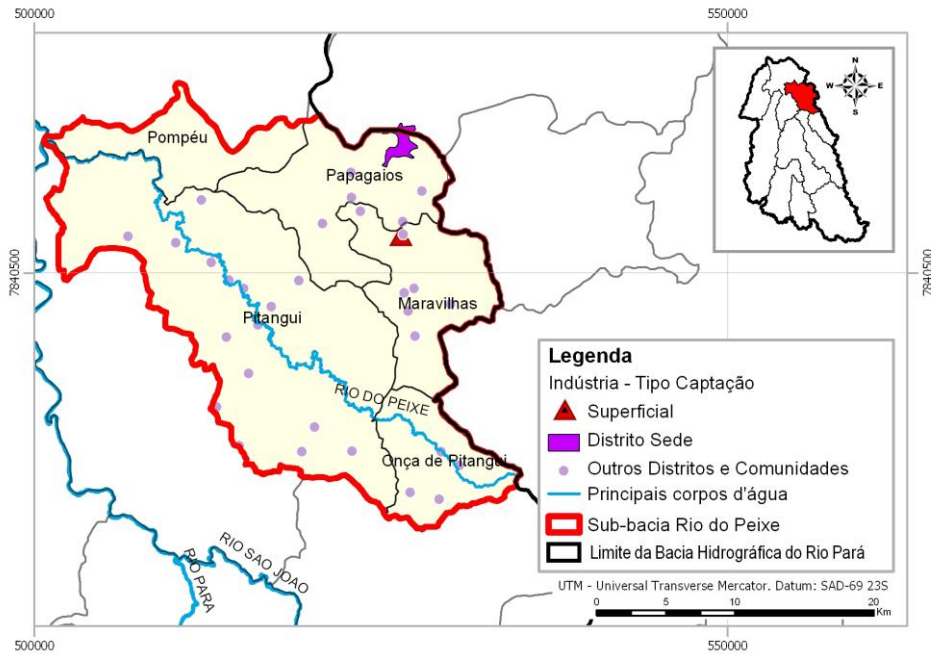 500000
550000
N
W
E
S
Pompéu
Papagaios
7840500
7840500
Maravilhas
Pitangui
RIO DO PEIXE
Onça de Pitangui
RIO SAO JOAO
RIO PARA
Legenda
Indústria - Tipo Captação
Superficial
Distrito Sede
Outros Distritos e Comunidades
Principais corpos d'água
Sub-bacia Rio do Peixe
Limite da Bacia Hidrográfica do Rio Pará
UTM - Universal Transverse Mercator. Datum: SAD-69 23S
0 5 10 20
Km
500000
550000